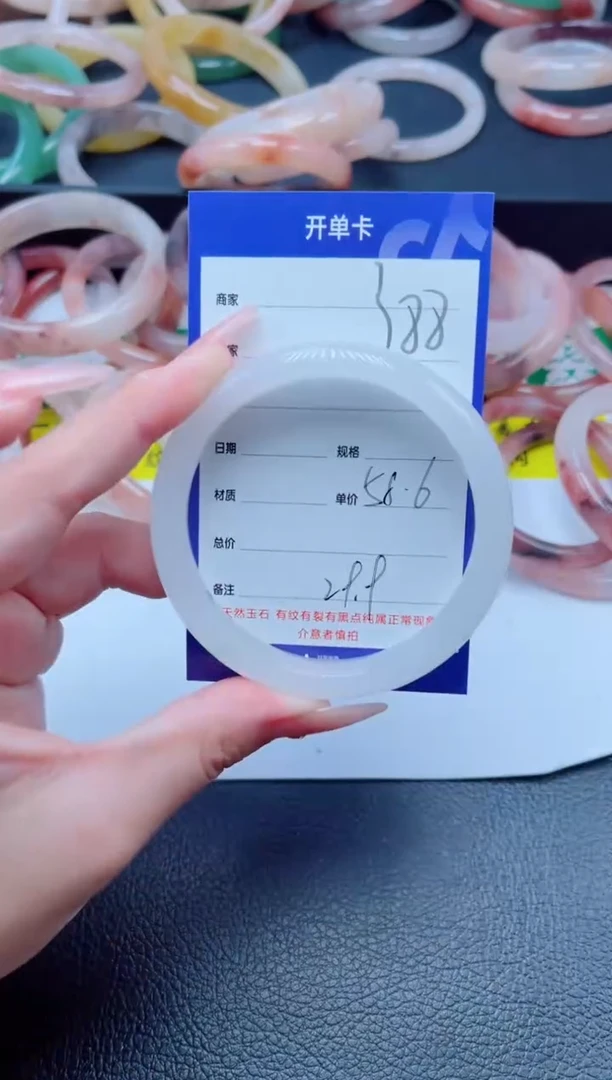 开单卡
商家 388
家
日期 规格
材质 单价 58.6
总价
备注 29.9
天然玉石 有纹有裂有黑点纯属正常现象
介意者慎拍